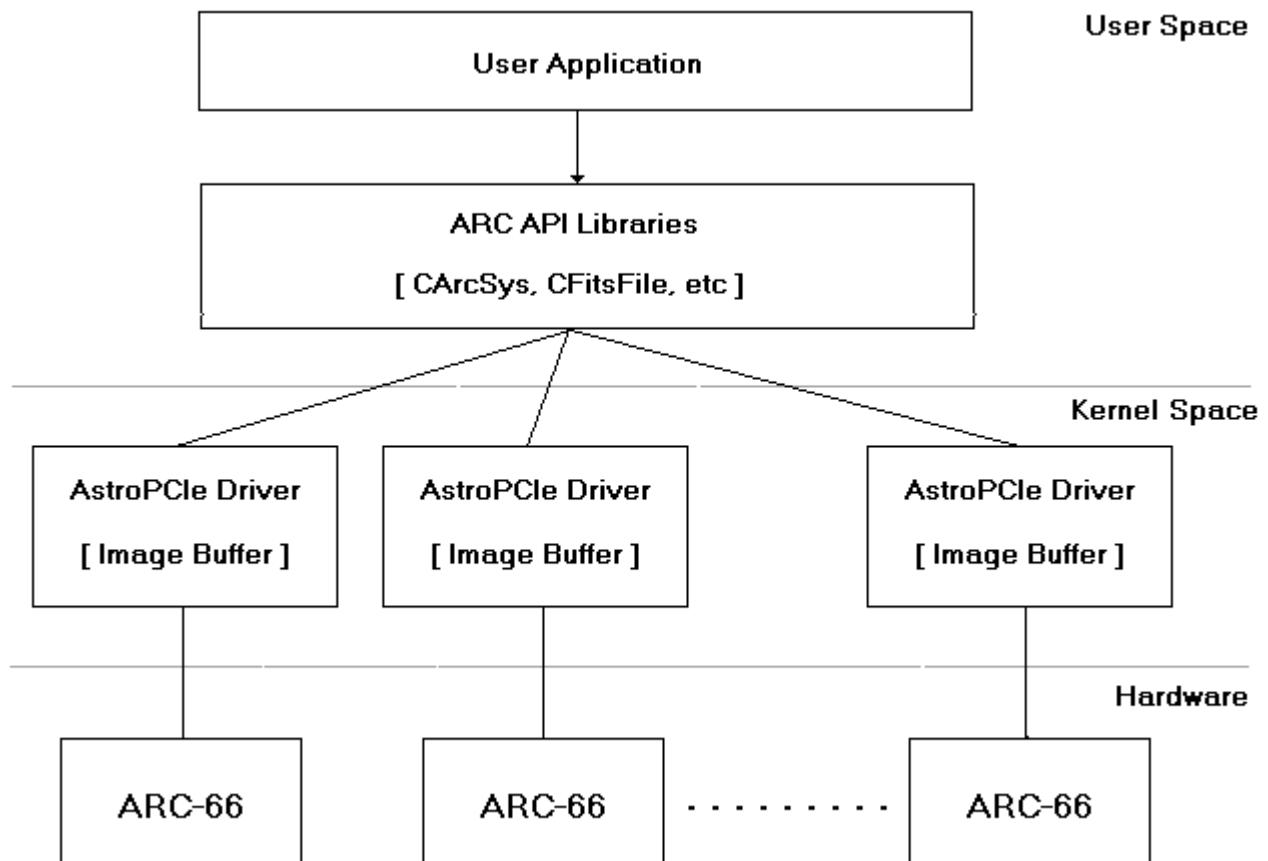 User Space
User Application
ARC API Libraries
[ CArcSys, CFitsFile, etc ]
Kernel Space
AstroPCIe Driver
[ Image Buffer ]
AstroPCIe Driver
[ Image Buffer ]
AstroPCIe Driver
[ Image Buffer ]
Hardware
ARC-66
ARC-66
ARC-66